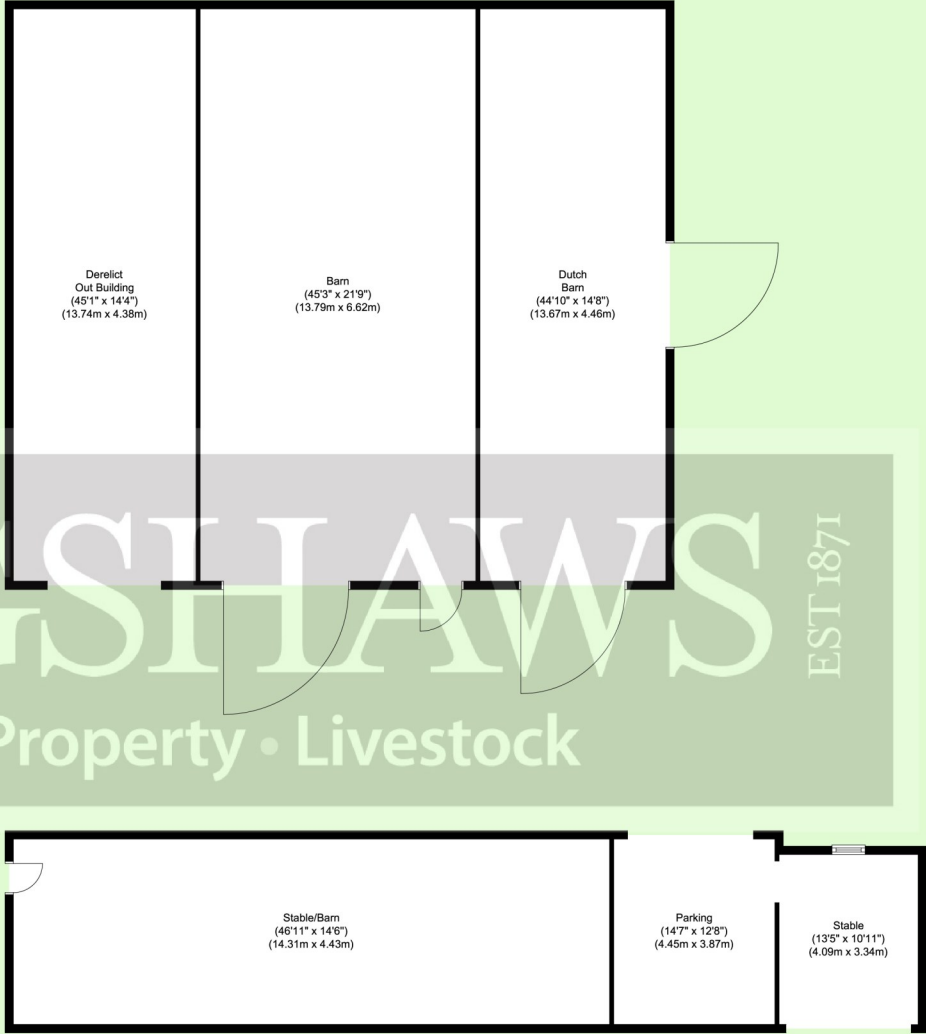 Derelict
Out Building
(45'1" x 14'4")
(13.74m x 4.38m)
Barn
(45'3" x 21'9")
(13.79m x 6.62m)
Dutch
Barn
(44'10" x 14'8")
(13.67m x 4.46m)
GSHAWS
EST 1871
Property • Livestock
Stable/Barn
(46'11" x 14'6")
(14.31m x 4.43m)
Parking
(14'7" x 12'8")
(4.45m x 3.87m)
Stable
(13'5" x 10'11")
(4.09m x 3.34m)